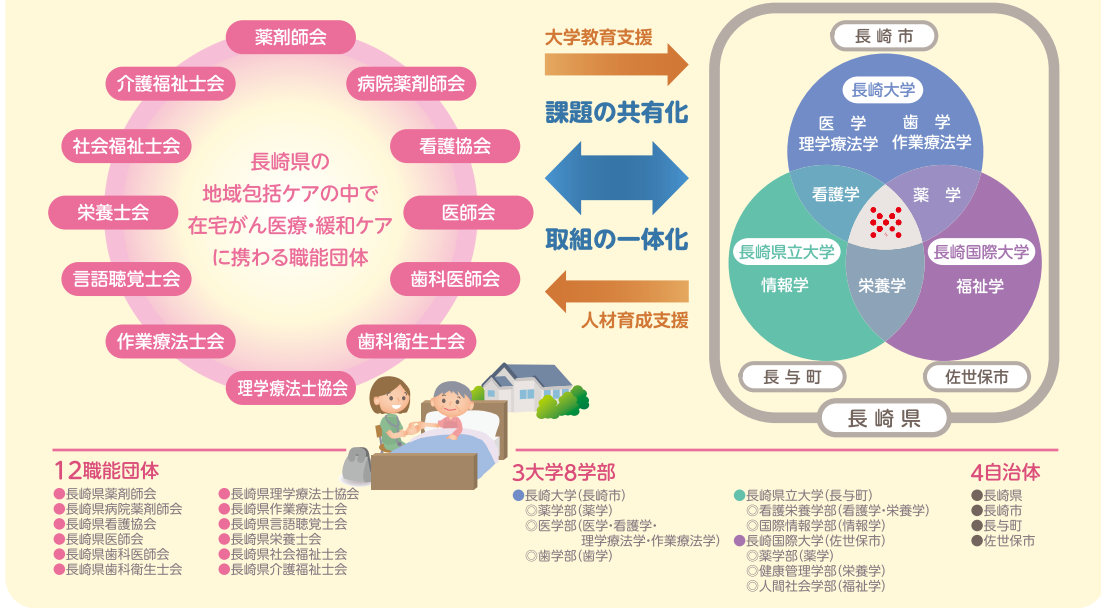 薬剤師会
介護福祉士会
病院薬剤師会
社会福祉士会
看護協会
栄養士会
医師会
言語聴覚士会
歯科医師会
作業療法士会
歯科衛生士会
理学療法士協会
長崎県の
地域包括ケアの中で
在宅がん医療・緩和ケア
に携わる職能団体
大学教育支援
課題の共有化
取組の一体化
人材育成支援
長崎市
長崎大学
医 学 歯 学
理学療法学 作業療法学
看護学
薬 学
長崎県立大学
長崎国際大学
情報学
栄養学
福祉学
長与町
佐世保市
長崎県
12職能団体
●長崎県薬剤師会
●長崎県病院薬剤師会
●長崎県看護協会
●長崎県医師会
●長崎県歯科医師会
●長崎県歯科衛生士会
●長崎県理学療法士協会
●長崎県作業療法士会
●長崎県言語聴覚士会
●長崎県栄養士会
●長崎県社会福祉士会
●長崎県介護福祉士会
3大学8学部
●長崎大学(長崎市)
◎薬学部(薬学)
◎医学部(医学・看護学・
理学療法学・作業療法学)
◎歯学部(歯学)
●長崎県立大学(長与町)
◎看護栄養学部(看護学・栄養学)
◎国際情報学部(情報学)
●長崎国際大学(佐世保市)
◎薬学部(薬学)
◎健康管理学部(栄養学)
◎人間社会学部(福祉学)
4自治体
●長崎県
●長崎市
●長与町
●佐世保市